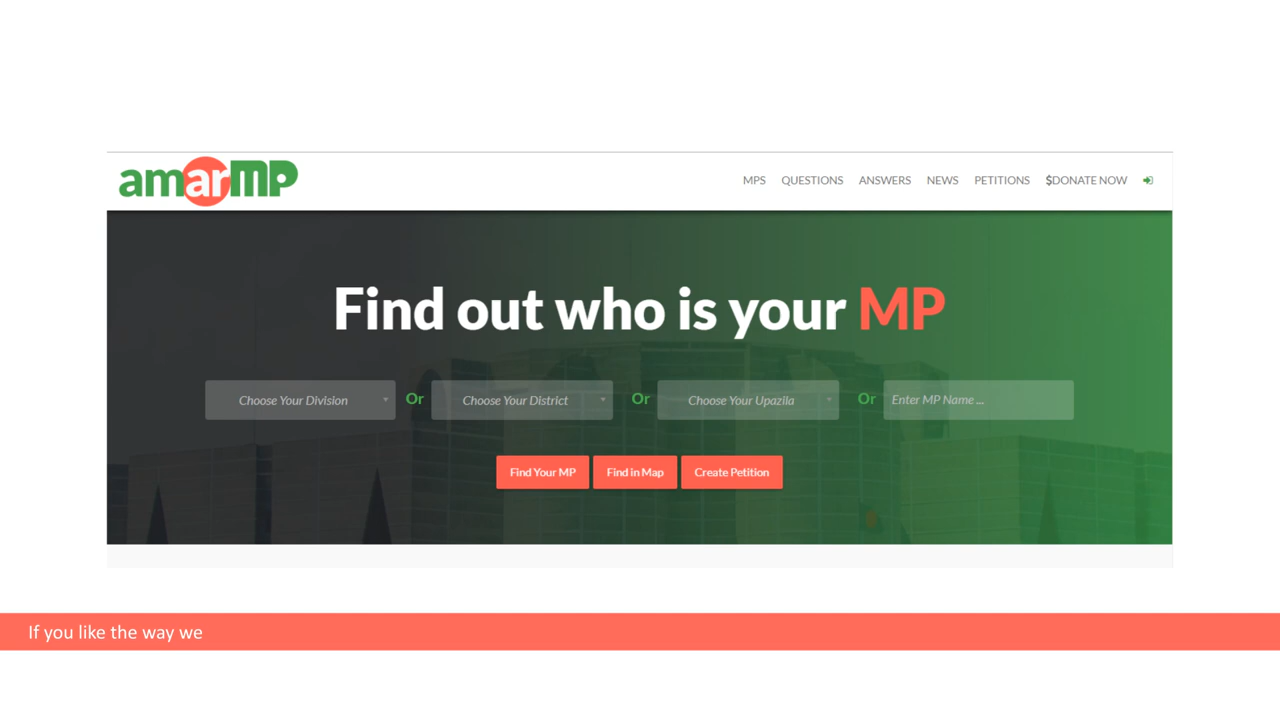 amarMP
MPS QUESTIONS ANSWERS NEWS PETITIONS $DONATE NOW
Find out who is your MP
Choose Your Division Or Choose Your District Or Choose Your Upazila Or Enter MP Name ...
Find Your MP Find in Map Create Petition
If you like the way we